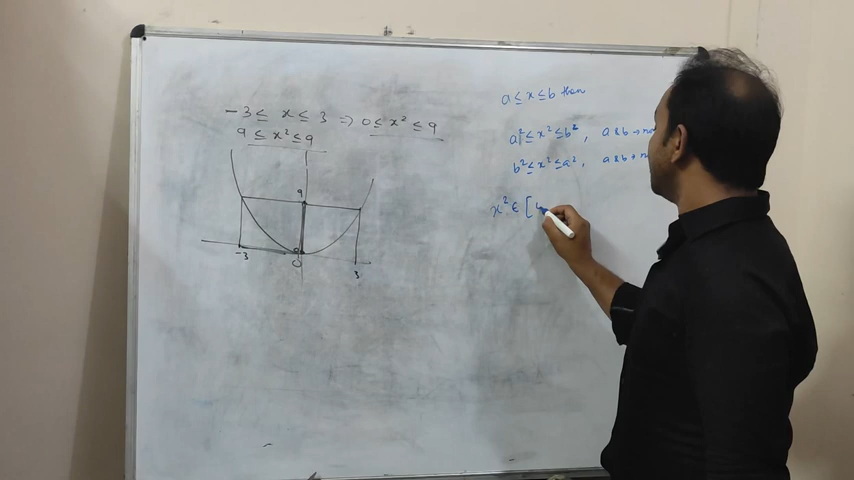 -3 ≤ x ≤ 3 ⇒ 0 ≤ x² ≤ 9
9 ≤ x² ≤ 9
9
-3
0
3
a ≤ x ≤ b then
a² ≤ x² ≤ b², a & b →
b² ≤ x² ≤ a², a & b →
x² ∈ [